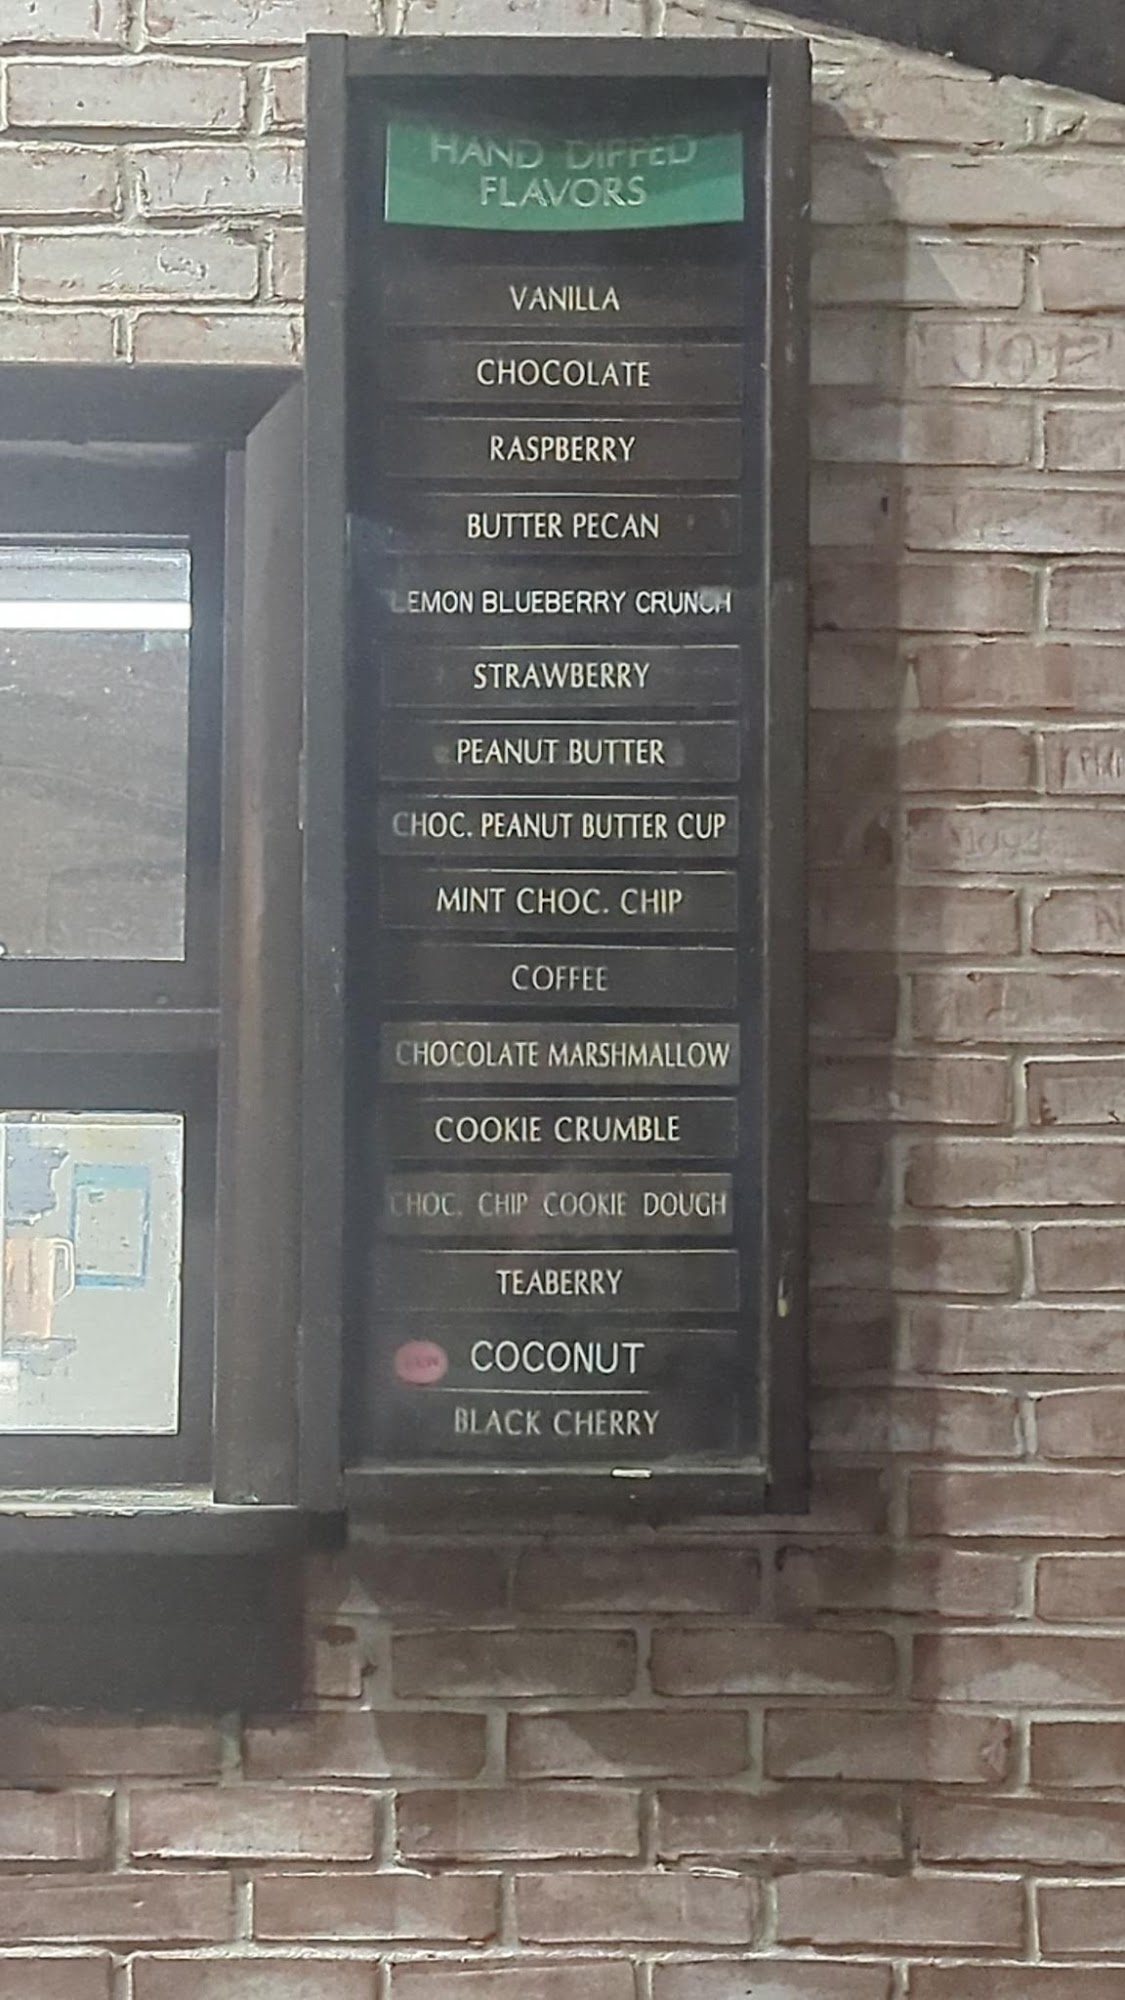 HAND DIPPED
FLAVORS
VANILLA
CHOCOLATE
RASPBERRY
BUTTER PECAN
LEMON BLUEBERRY CRUNCH
STRAWBERRY
PEANUT BUTTER
CHOC. PEANUT BUTTER CUP
MINT CHOC. CHIP
COFFEE
CHOCOLATE MARSHMALLOW
COOKIE CRUMBLE
CHOC. CHIP COOKIE DOUGH
TEABERRY
COCONUT
BLACK CHERRY
JOE